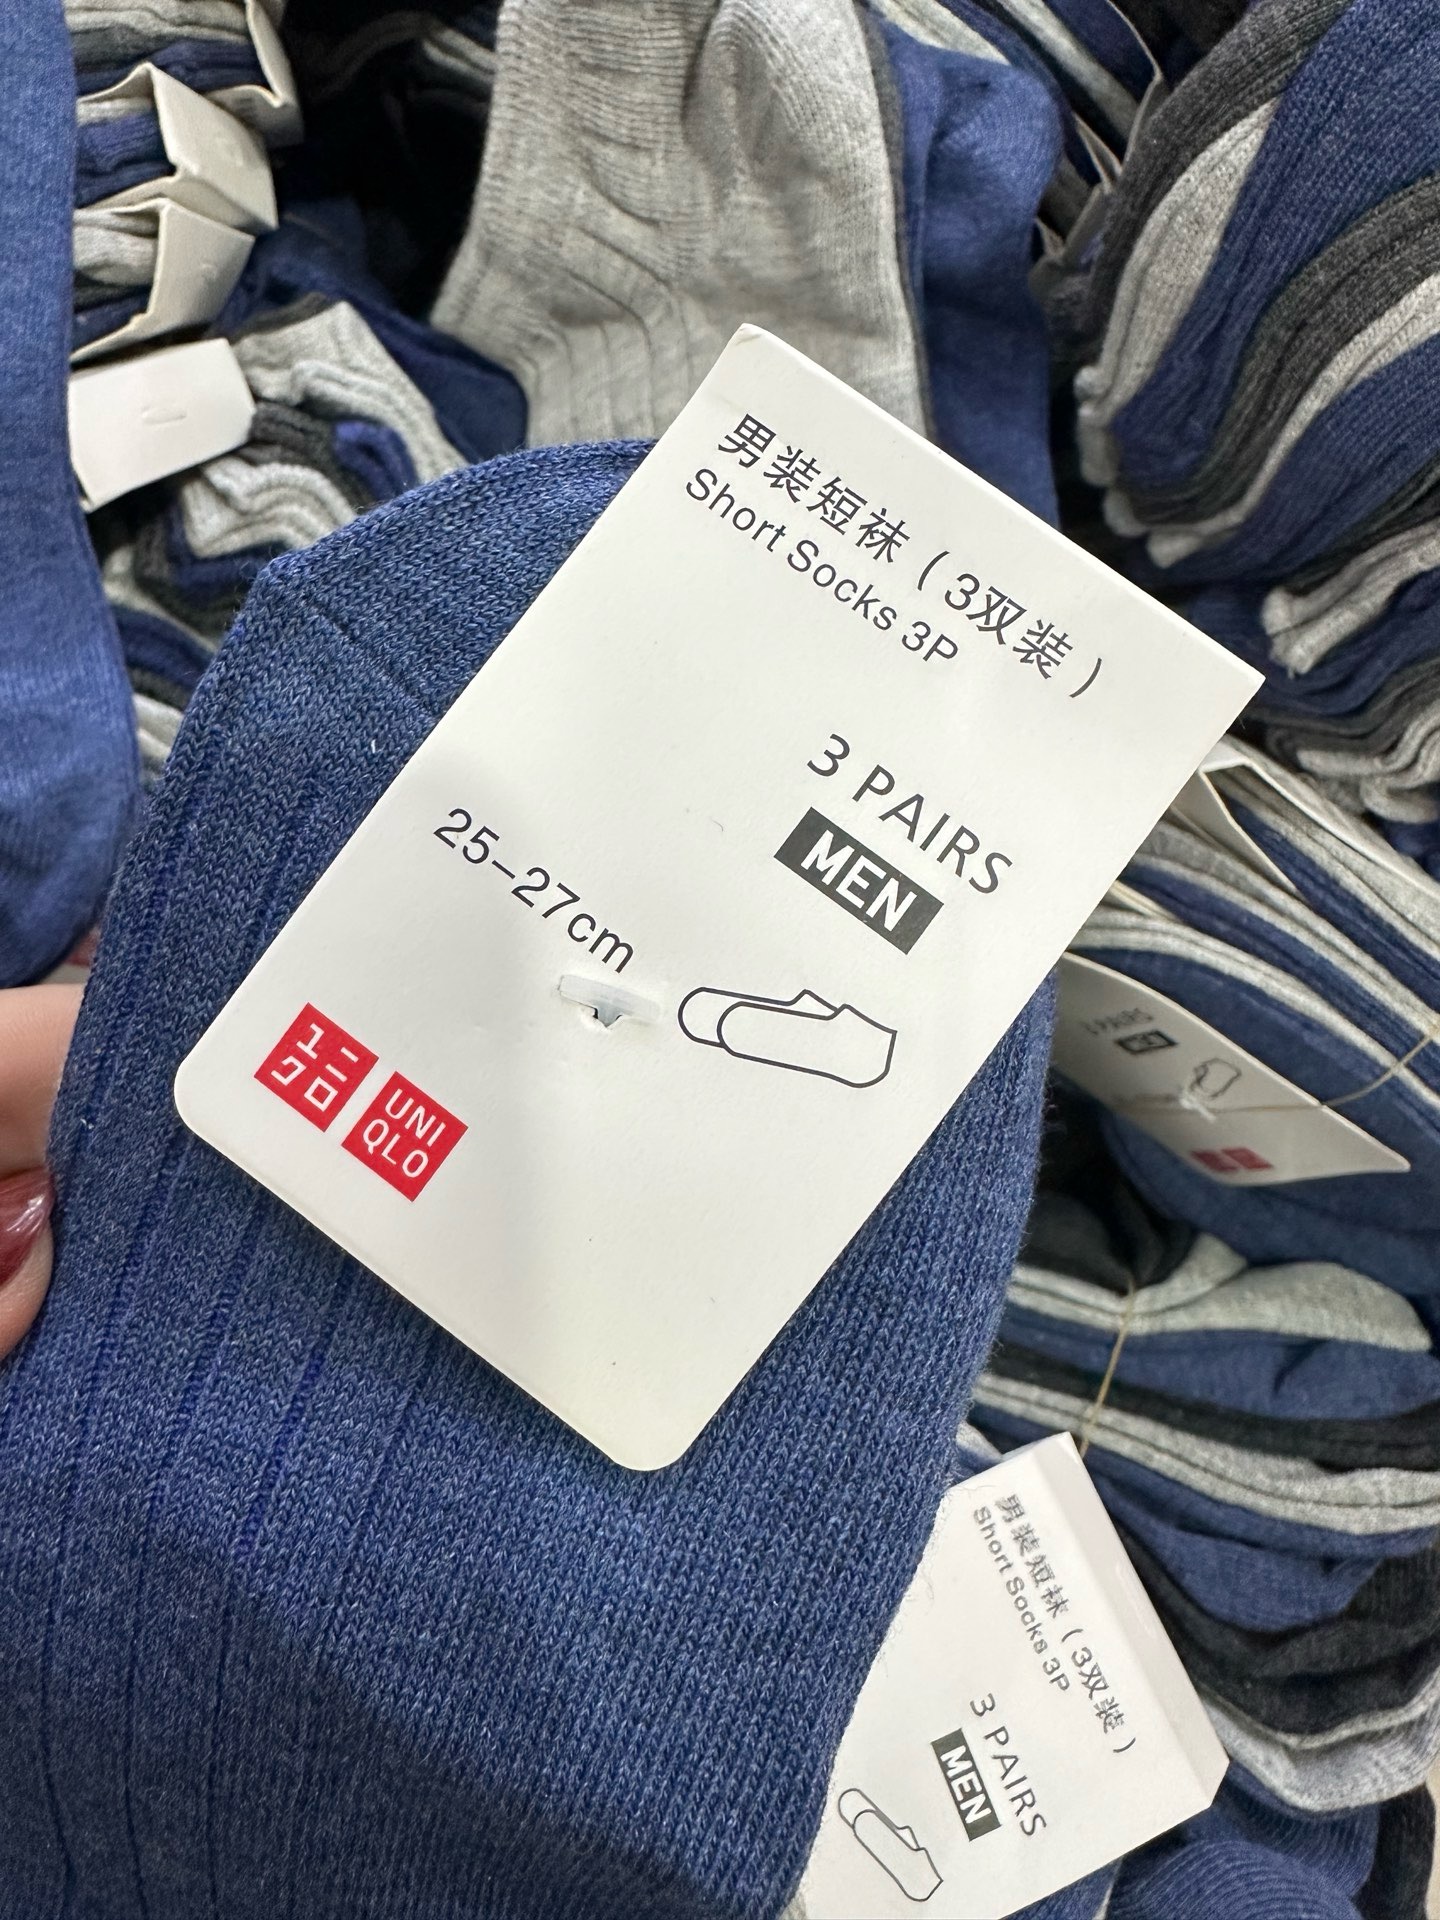 男装短袜（3双装）
Short Socks 3P
3 PAIRS
MEN
25-27cm
ユニ
クロ
UNI
QLO
男装短袜（3双装）
Short Socks 3P
3 PAIRS
MEN